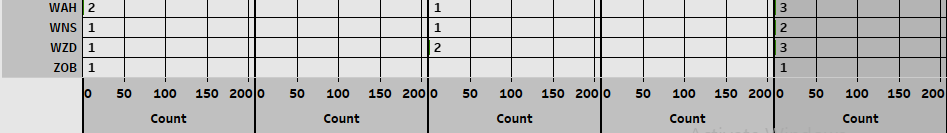 WAH 2 1 3
WNS 1 1 2
WZD 1 2 3
ZOB 1 1
0 50 100 150 200 0 50 100 150 200 0 50 100 150 200 0 50 100 150 200 0 50 100 150 200
Count Count Count Count Count